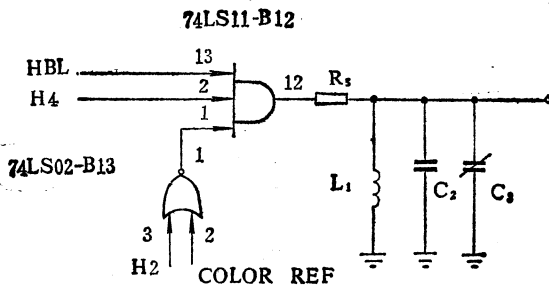 74LS11-B12
HBL 13
H4 2
1
12 Rs
74LS02-B13
1
L1 C2 C3
3 2
H2 COLOR REF